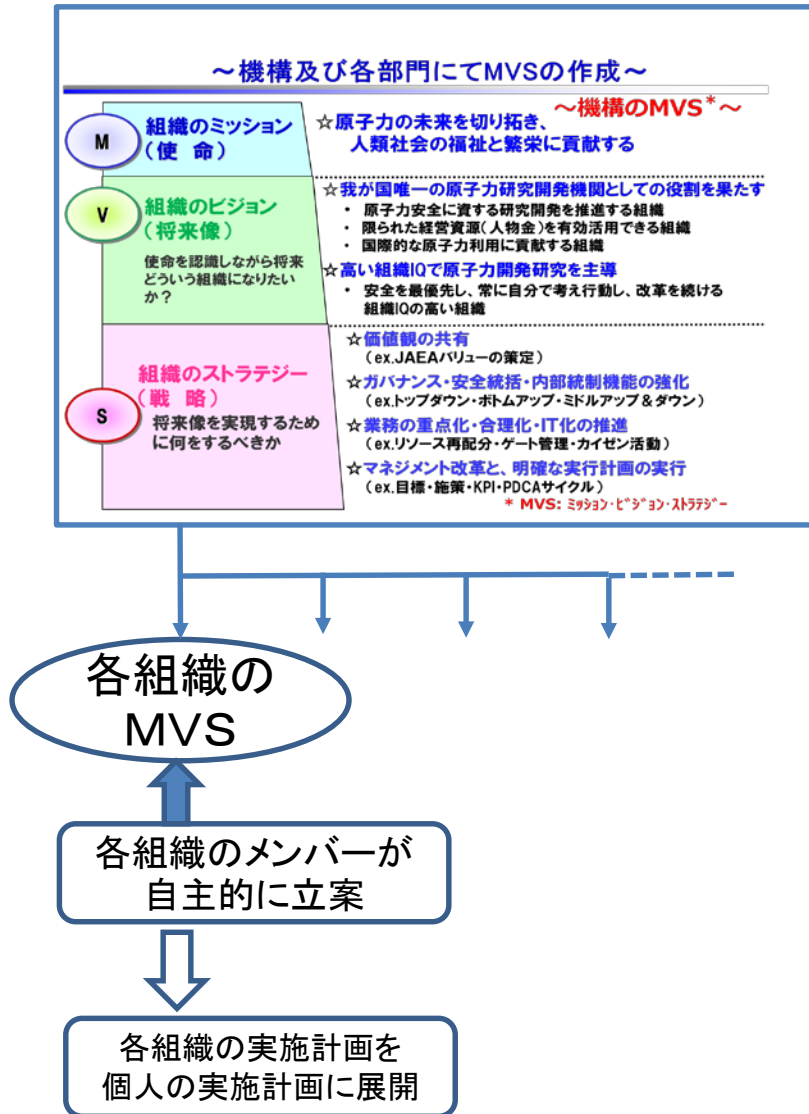 ～機構及び各部門にてMVSの作成～
～機構のMVS*～
M
組織のミッション
（使 命）
☆原子力の未来を切り拓き、
人類社会の福祉と繁栄に貢献する
V
組織のビジョン
（将来像）
使命を認識しながら将来
どういう組織になりたい
か？
☆我が国唯一の原子力研究開発機関としての役割を果たす
・ 原子力安全に資する研究開発を推進する組織
・ 限られた経営資源（人物金）を有効活用できる組織
・ 国際的な原子力利用に貢献する組織
☆高い組織IQで原子力開発研究を主導
・ 安全を最優先し、常に自分で考え行動し、改革を続ける
組織IQの高い組織
S
組織のストラテジー
（戦 略）
将来像を実現するため
に何をするべきか
☆価値観の共有
（ex.JAEAバリューの策定）
☆ガバナンス・安全統括・内部統制機能の強化
（ex.トップダウン・ボトムアップ・ミドルアップ＆ダウン）
☆業務の重点化・合理化・IT化の推進
（ex.リソース再配分・ゲート管理・カイゼン活動）
☆マネジメント改革と、明確な実行計画の実行
（ex.目標・施策・KPI・PDCAサイクル）
* MVS: ﾐｯｼｮﾝ・ﾋﾞｼﾞｮﾝ・ｽﾄﾗﾃｼﾞｰ
各組織の
MVS
各組織のメンバーが
自主的に立案
各組織の実施計画を
個人の実施計画に展開